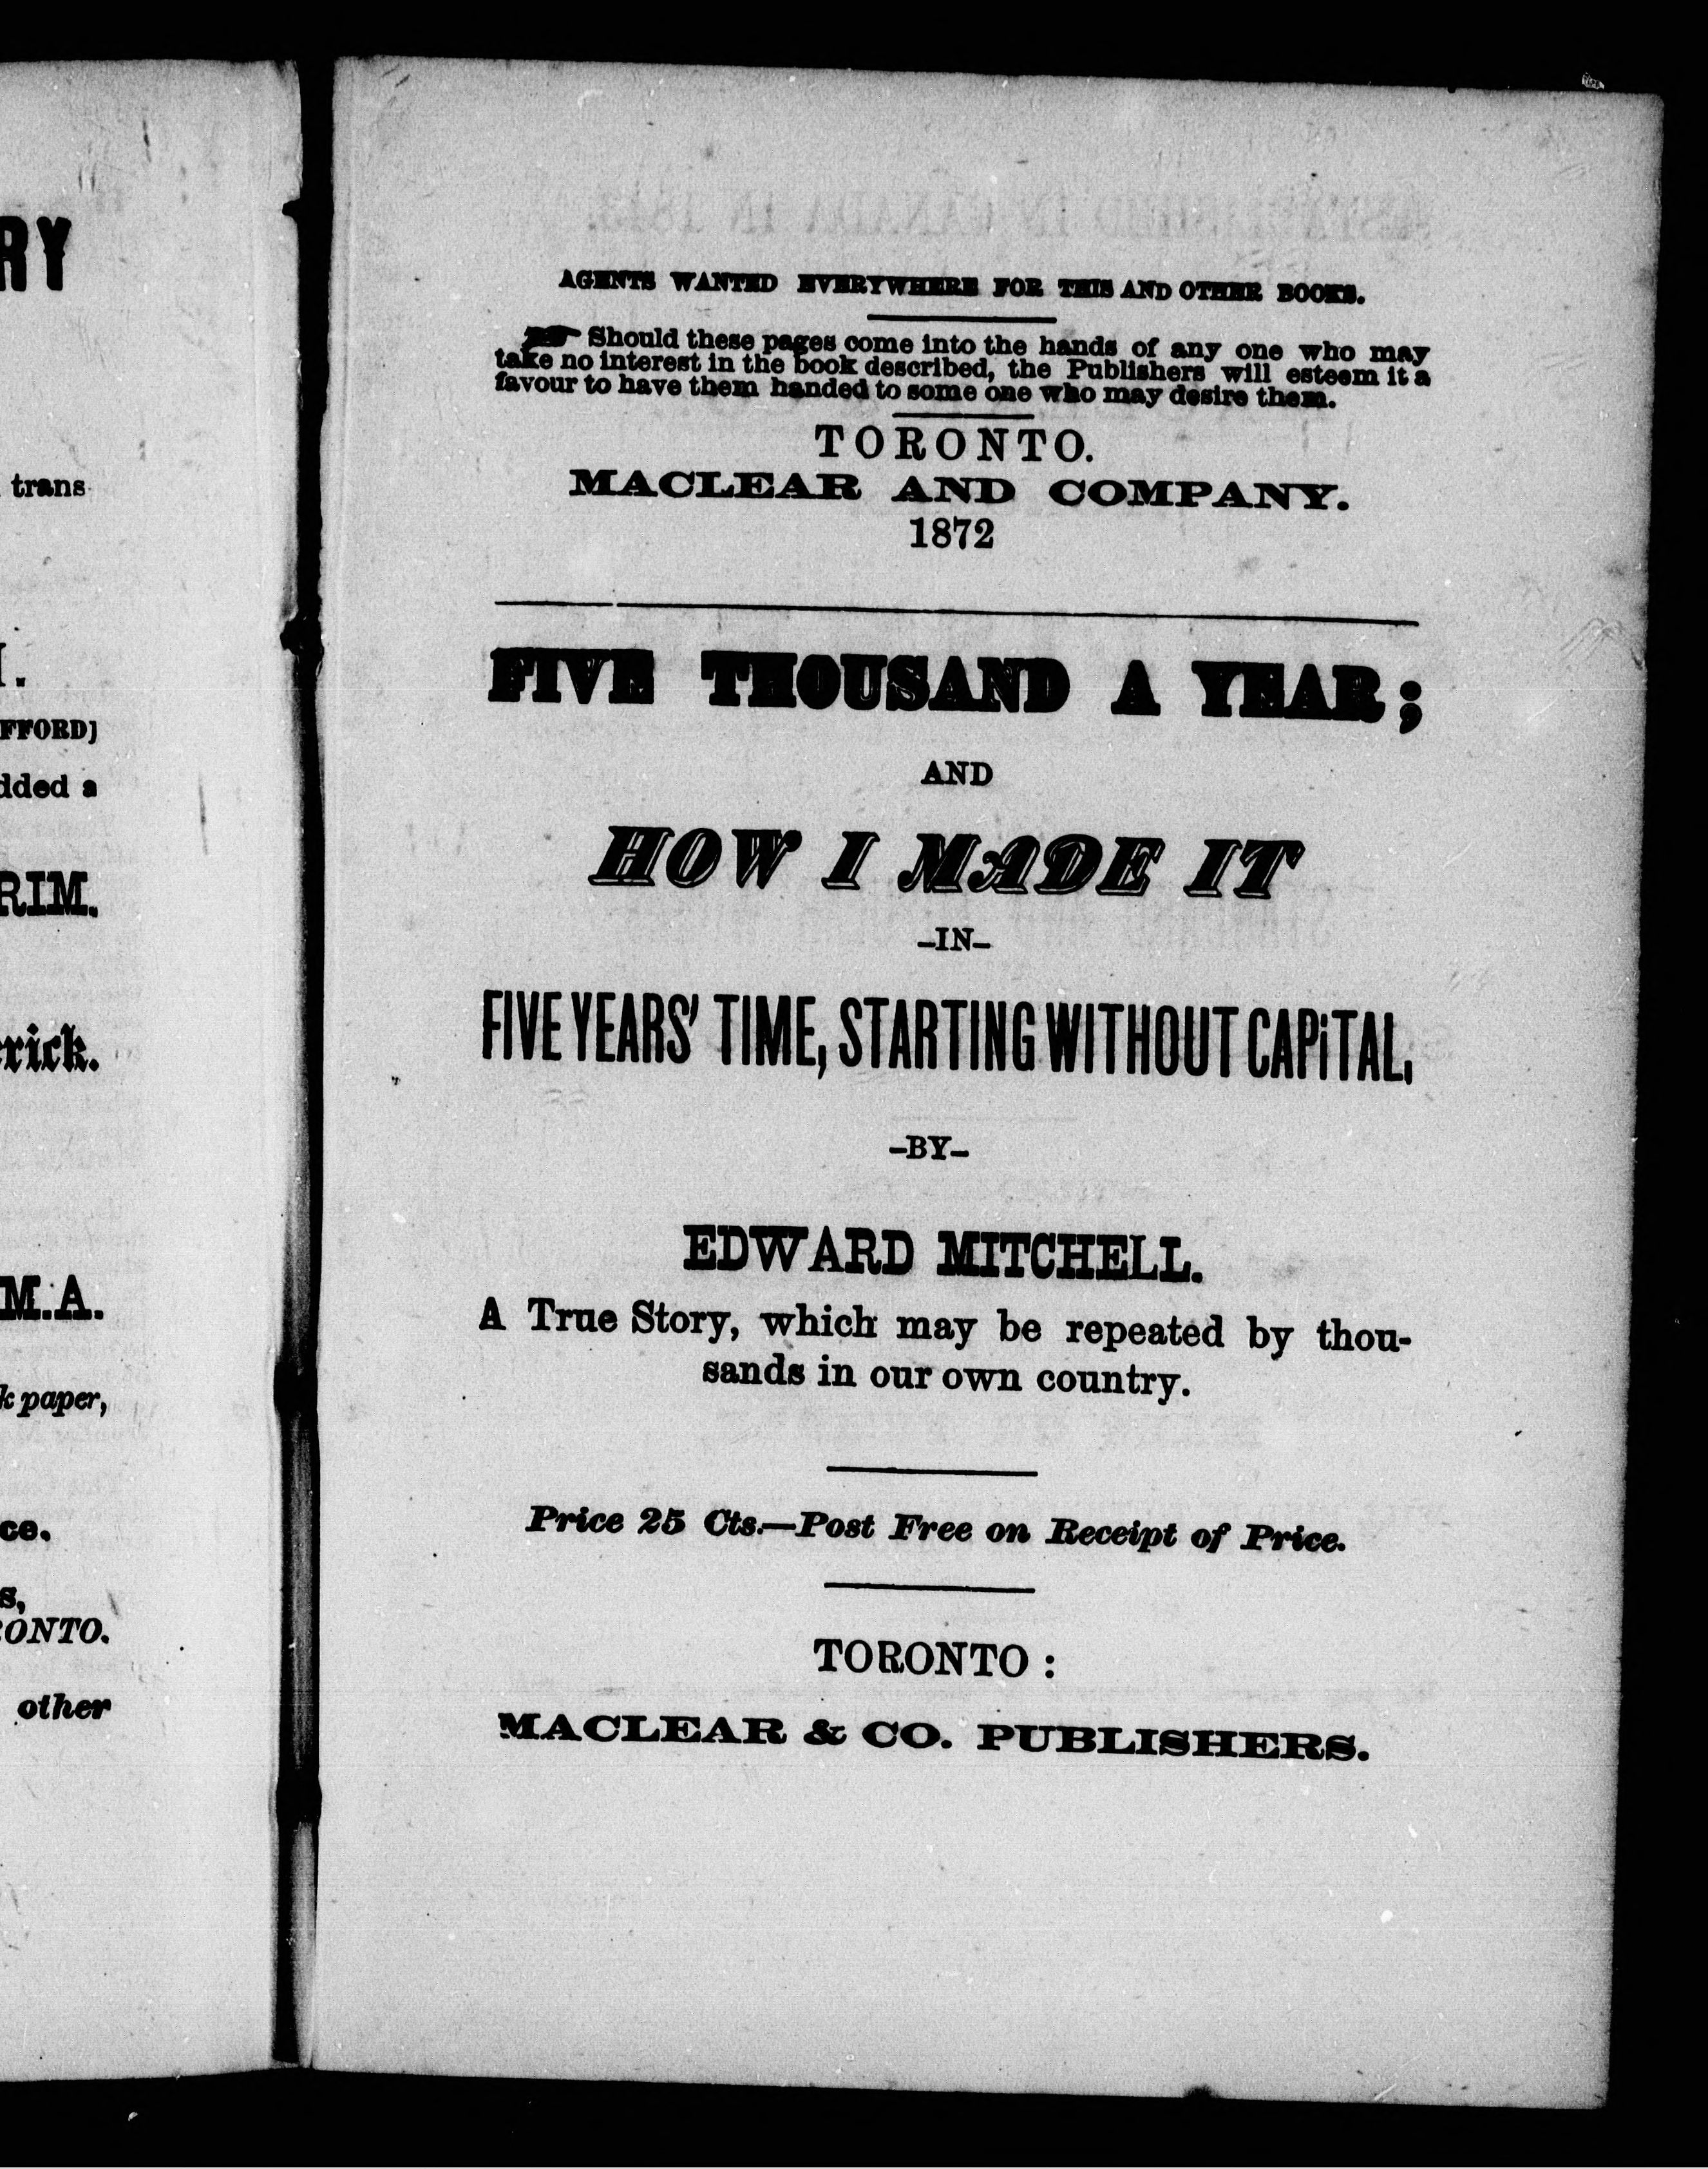 RY
trans
FFORD]
dded a
RIM.
rick.
M.A.
k paper,
ce.
s,
RONTO.
other
AGENTS WANTED EVERYWHERE FOR THIS AND OTHER BOOKS.
Should these pages come into the hands of any one who may
take no interest in the book described, the Publishers will esteem it a
favour to have them handed to some one who may desire them.
TORONTO.
MACLEAR AND COMPANY.
1872
FIVE THOUSAND A YEAR;
AND
HOW I MADE IT
-IN-
FIVE YEARS' TIME, STARTING WITHOUT CAPiTAL,
-BY-
EDWARD MITCHELL.
A True Story, which may be repeated by thou-
sands in our own country.
Price 25 Cts.—Post Free on Receipt of Price.
TORONTO :
MACLEAR & CO. PUBLISHERS.